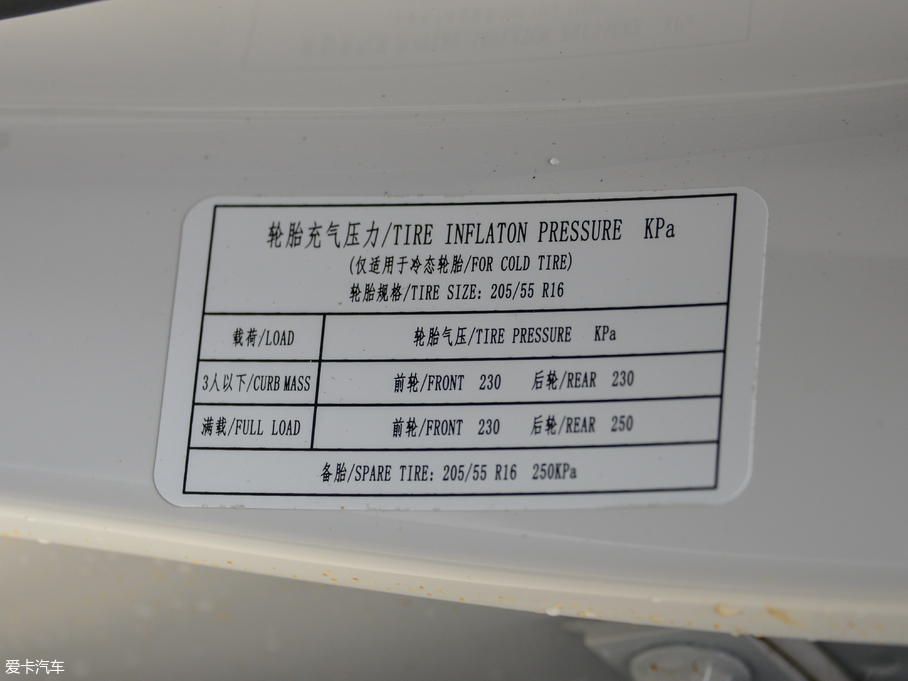 轮胎充气压力/TIRE INFLATON PRESSURE KPa
(仅适用于冷态轮胎/FOR COLD TIRE)
轮胎规格/TIRE SIZE: 205/55 R16
载荷/LOAD 轮胎气压/TIRE PRESSURE KPa
3人以下/CURB MASS 前轮/FRONT 230 后轮/REAR 230
满载/FULL LOAD 前轮/FRONT 230 后轮/REAR 250
备胎/SPARE TIRE: 205/55 R16 250KPa
爱卡汽车